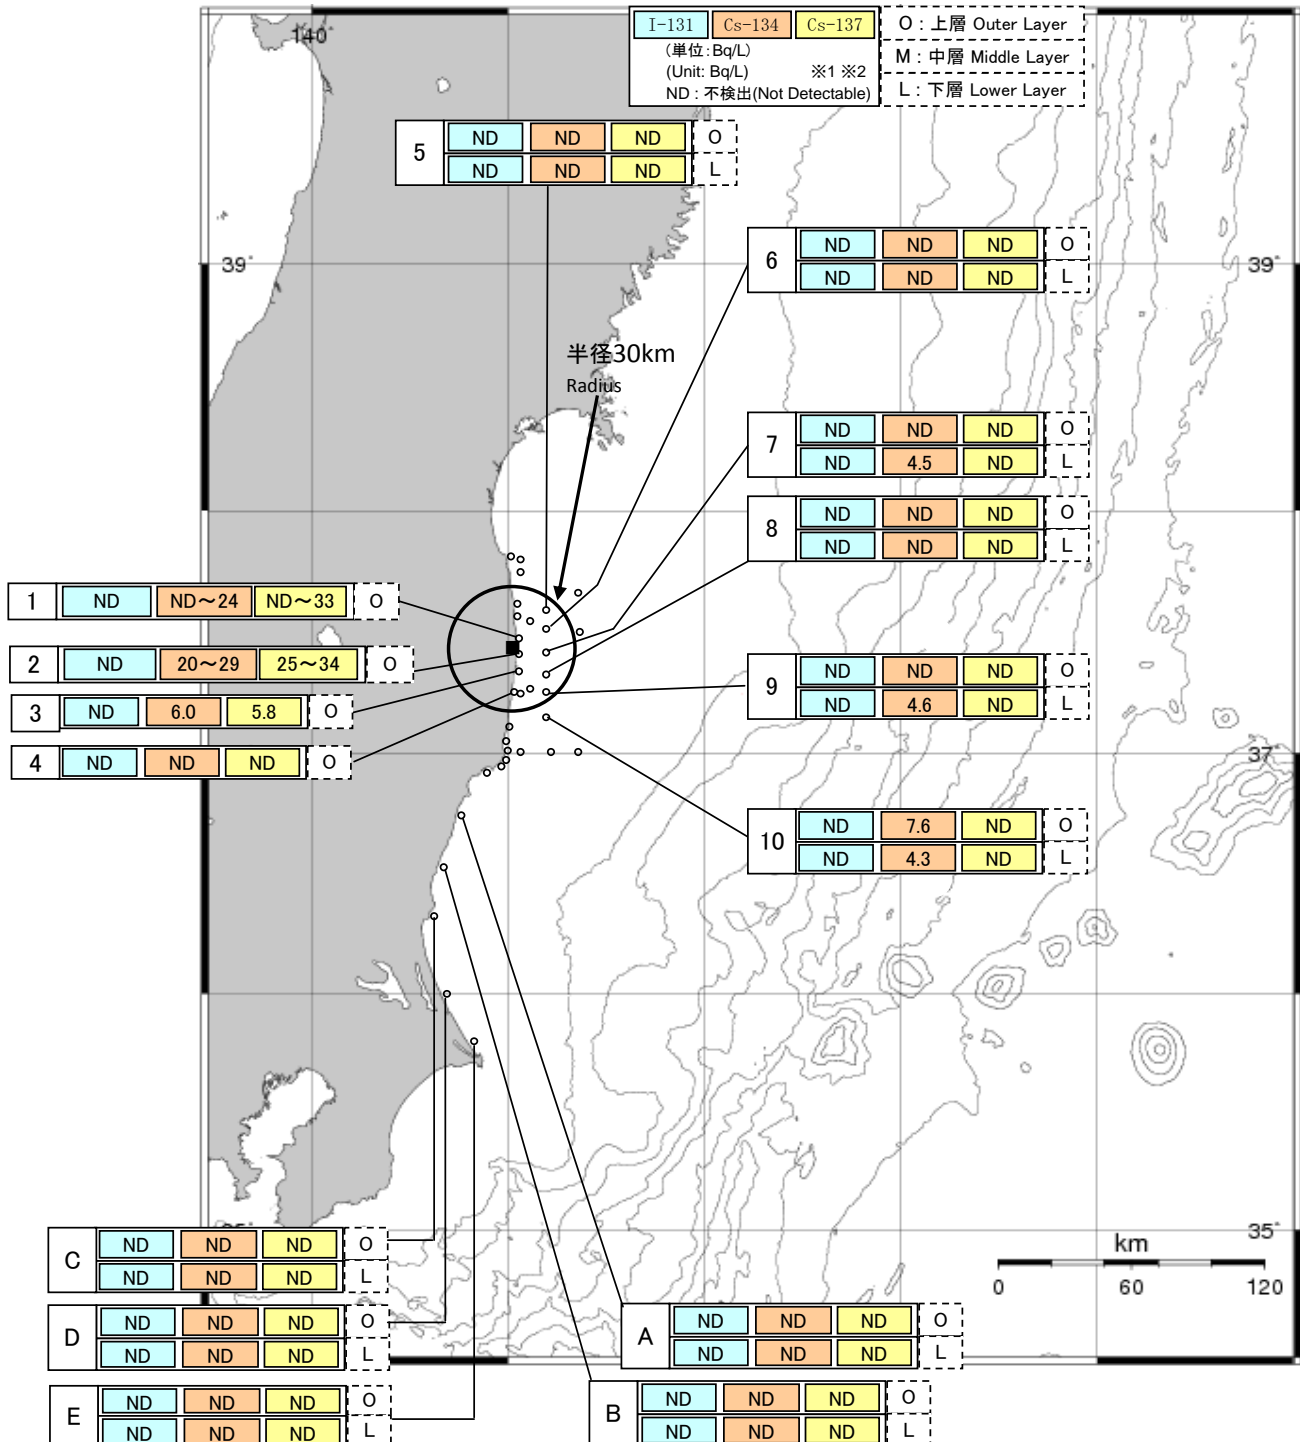 140°
I-131 Cs-134 Cs-137
(単位:Bq/L)
(Unit: Bq/L) ※1 ※2
ND : 不検出(Not Detectable)
O : 上層 Outer Layer
M : 中層 Middle Layer
L : 下層 Lower Layer
5
ND ND ND O
ND ND ND L
6
ND ND ND O
ND ND ND L
39°
39°
半径30km
Radius
7
ND ND ND O
ND 4.5 ND L
8
ND ND ND O
ND ND ND L
1 ND ND～24 ND～33 O
2 ND 20～29 25～34 O
3 ND 6.0 5.8 O
4 ND ND ND O
9
ND ND ND O
ND 4.6 ND L
37°
10
ND 7.6 ND O
ND 4.3 ND L
35°
km
0 60 120
C
ND ND ND O
ND ND ND L
D
ND ND ND O
ND ND ND L
E
ND ND ND O
ND ND ND L
A
ND ND ND O
ND ND ND L
B
ND ND ND O
ND ND ND L